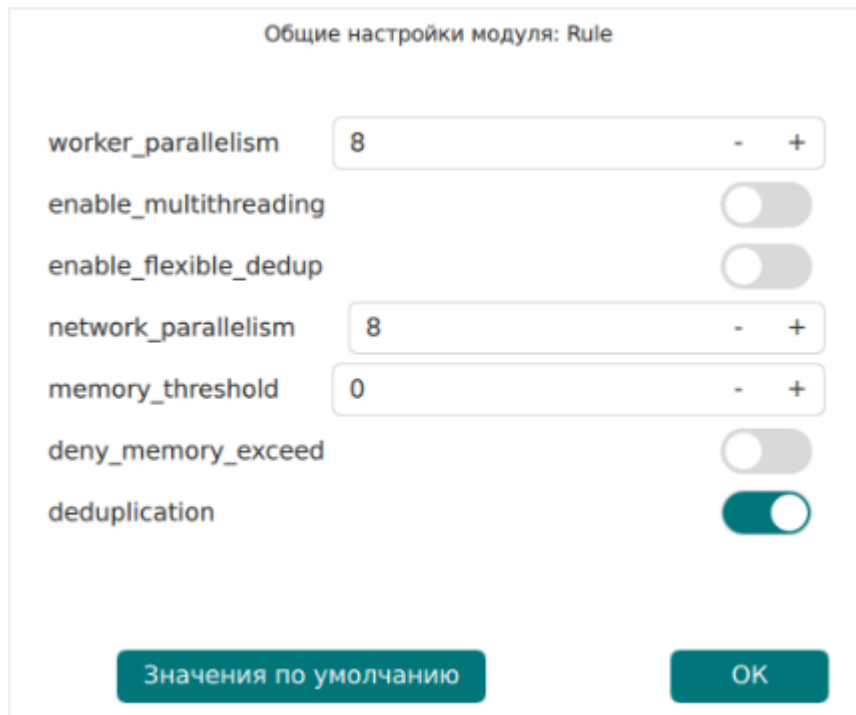 Общие настройки модуля: Rule
worker_parallelism 8 - +
enable_multithreading
enable_flexible_dedup
network_parallelism 8 - +
memory_threshold 0 - +
deny_memory_exceed
deduplication
Значения по умолчанию OK